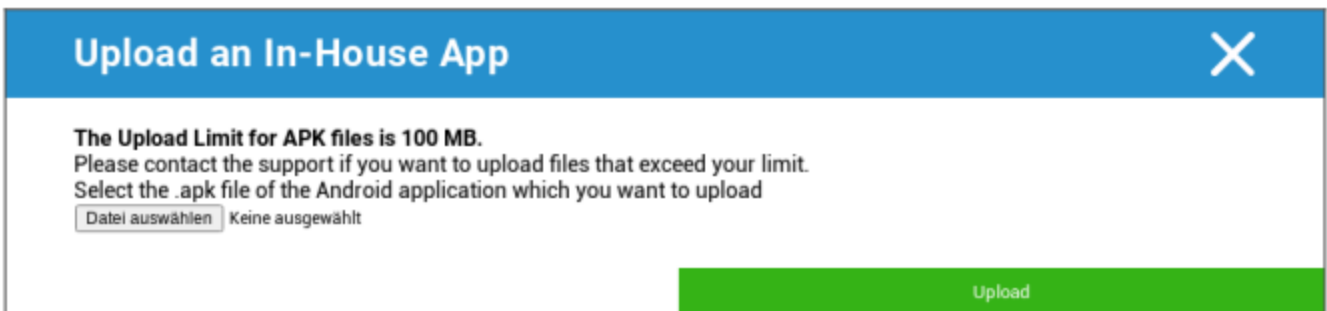 Upload an In-House App
The Upload Limit for APK files is 100 MB.
Please contact the support if you want to upload files that exceed your limit.
Select the .apk file of the Android application which you want to upload
Datei auswählen Keine ausgewählt
Upload